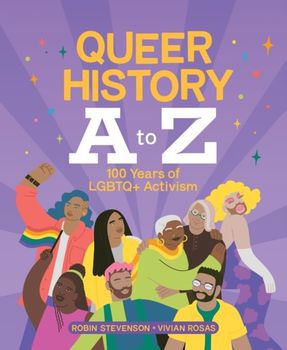 QUEER
HISTORY
A to Z
100 Years of
LGBTQ+ Activism
ROBIN STEVENSON • VIVIAN ROSAS